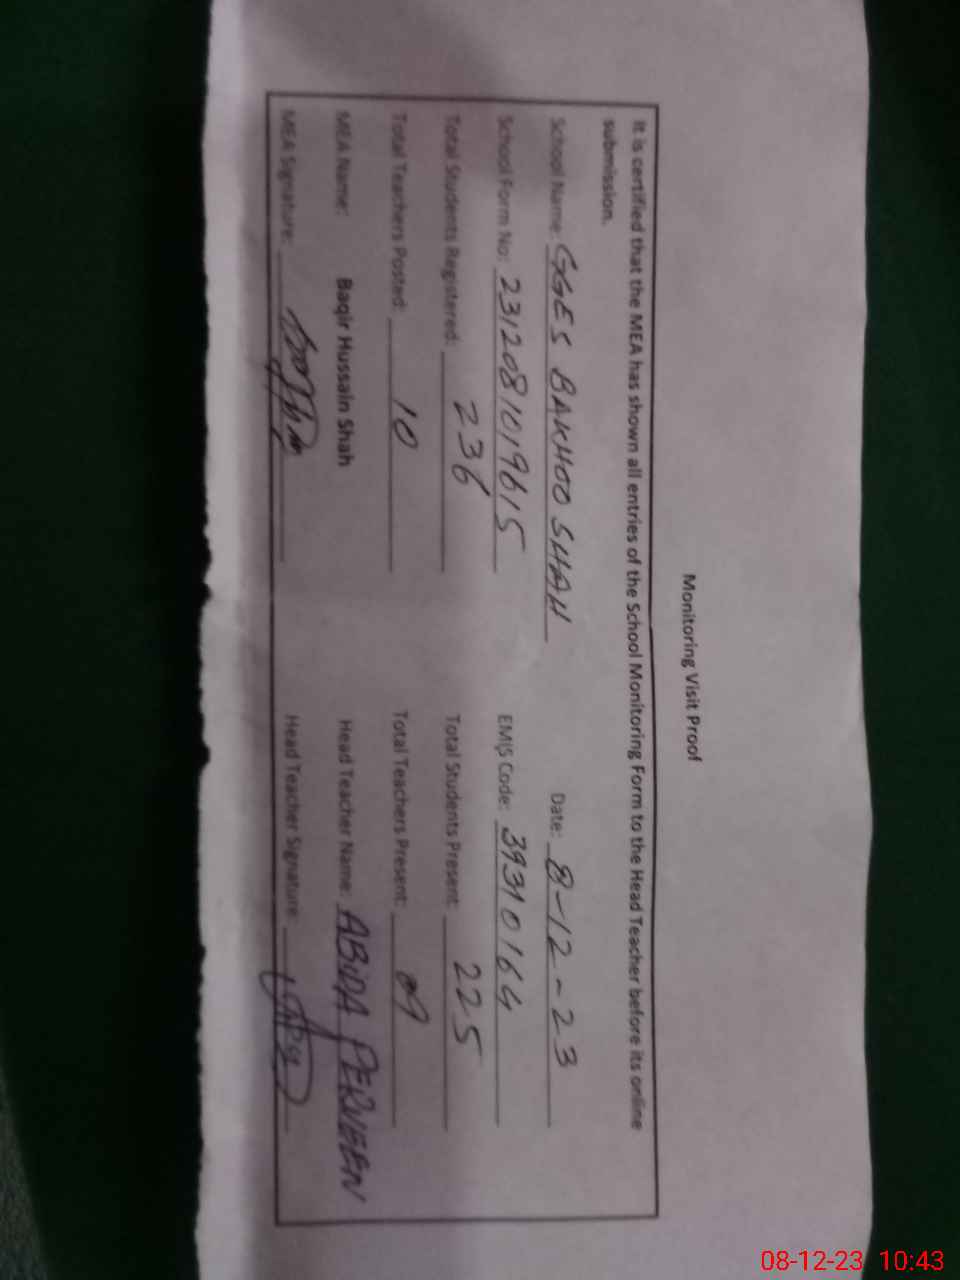 Monitoring Visit Proof
It is certified that the MEA has shown all entries of the School Monitoring Form to the Head Teacher before its online
submission.
School Name: GGES BAKHOO SHAH Date: 8-12-23
School Form No: 2312081019615 EMIS Code: 39310164
Total Students Registered: 236 Total Students Present: 225
Total Teachers Posted: 10 Total Teachers Present: 09
MEA Name: Baqir Hussain Shah Head Teacher Name: ABIDA PERVEEN
MEA Signature: Head Teacher Signature:
08-12-23 10:43